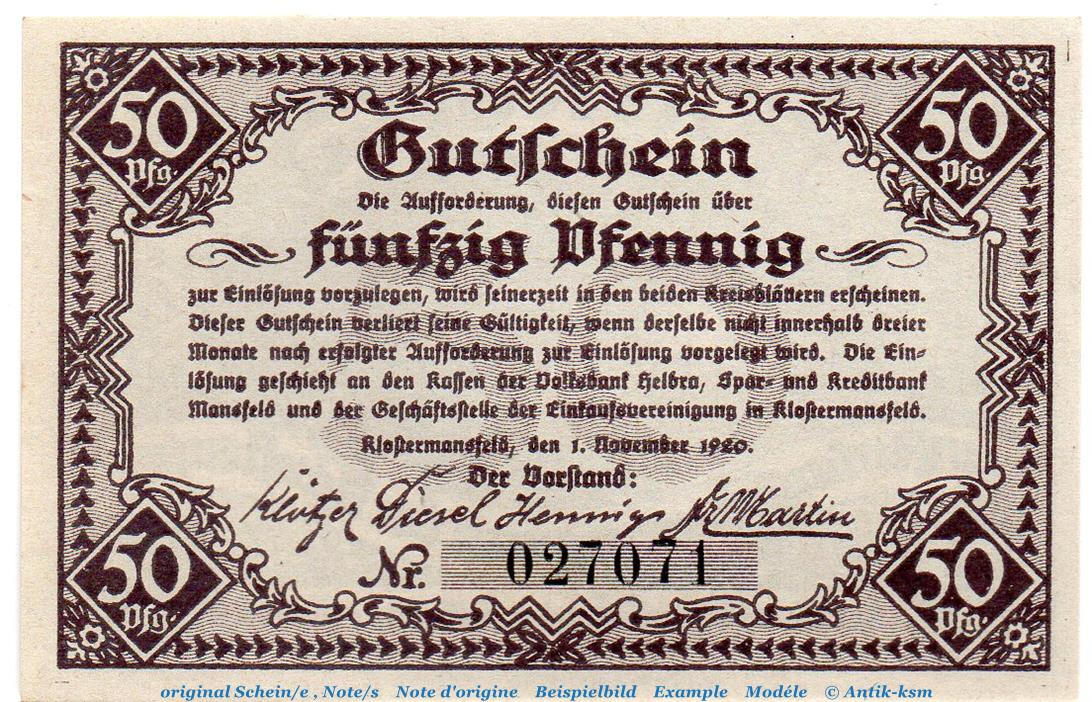 50 Pfg. 50 Pfg.
Gutschein
Die Aufforderung, diesen Gutschein über
fünfzig Pfennig
zur Einlösung vorzulegen, wird seinerzeit in den beiden Kreisblättern erscheinen.
Dieser Gutschein verliert seine Gültigkeit, wenn derselbe nicht innerhalb dreier
Monate nach erfolgter Aufforderung zur Einlösung vorgelegt wird. Die Ein-
lösung geschieht an den Kassen der Volksbank Helbra, Spar- und Kreditbank
Mansfeld und der Geschäftsstelle der Einkaufsvereinigung in Klostermansfeld.
Klostermansfeld, den 1. November 1920.
Der Vorstand:
Klötzer Diesel Hennigs Fr. W. Martin
Nr. 027071
50 Pfg. 50 Pfg.
original Schein/e , Note/s Note d'origine Beispielbild Example Modéle © Antik-ksm